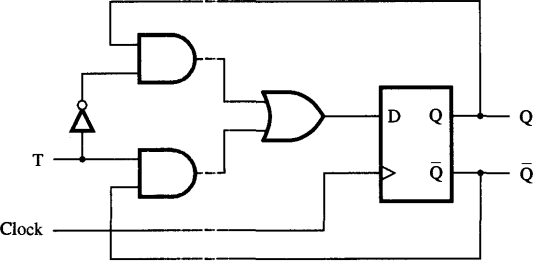 D Q Q
T Q̅ Q̅
Clock